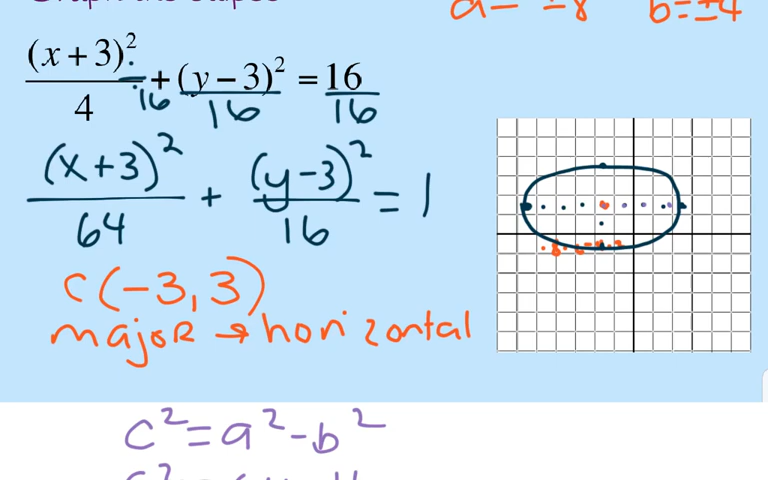 a= ±8 b=±4
(x+3)²/4 + (y−3)² = 16
16 16 16
(x+3)²/64 + (y-3)²/16 = 1
C(-3,3)
major → horizontal
c²=a²-b²